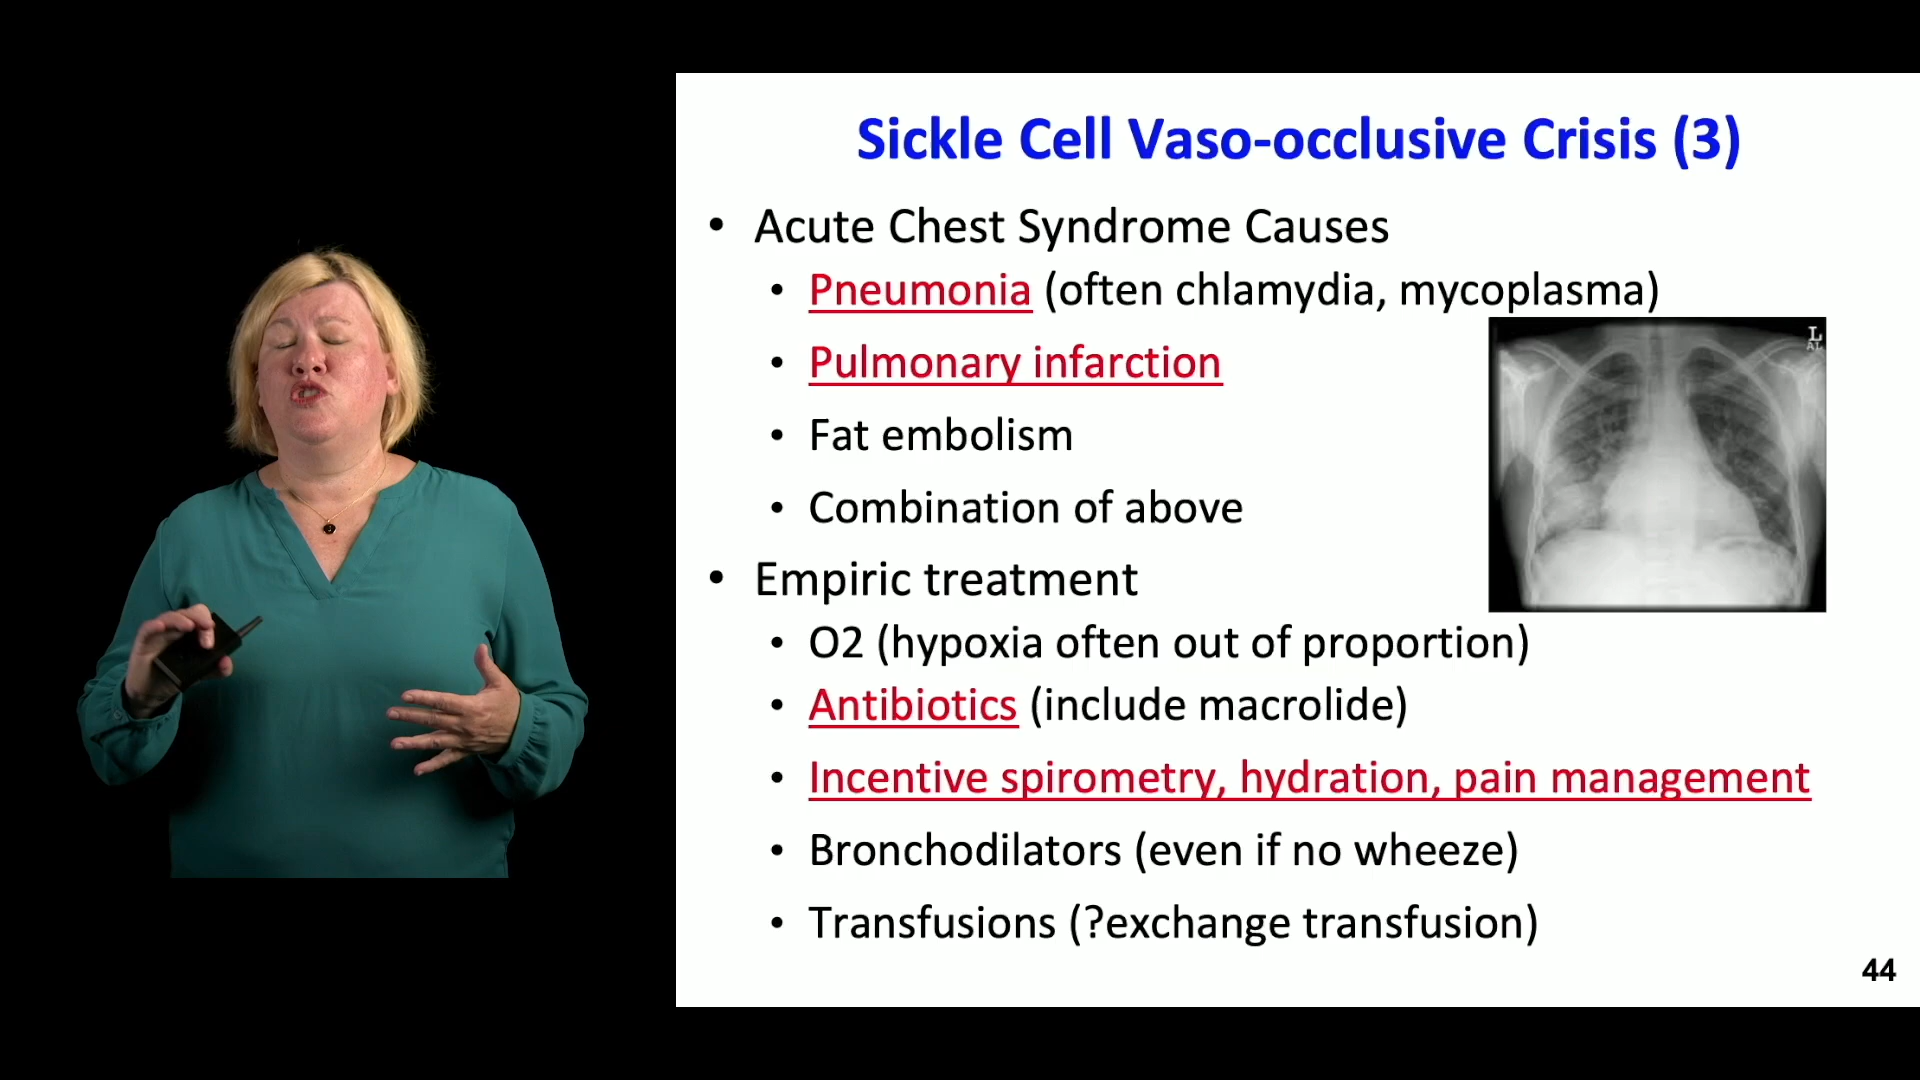 Sickle Cell Vaso-occlusive Crisis (3)
• Acute Chest Syndrome Causes
• Pneumonia (often chlamydia, mycoplasma)
L
AL
• Pulmonary infarction
• Fat embolism
• Combination of above
• Empiric treatment
• O2 (hypoxia often out of proportion)
• Antibiotics (include macrolide)
• Incentive spirometry, hydration, pain management
• Bronchodilators (even if no wheeze)
• Transfusions (?exchange transfusion)
44